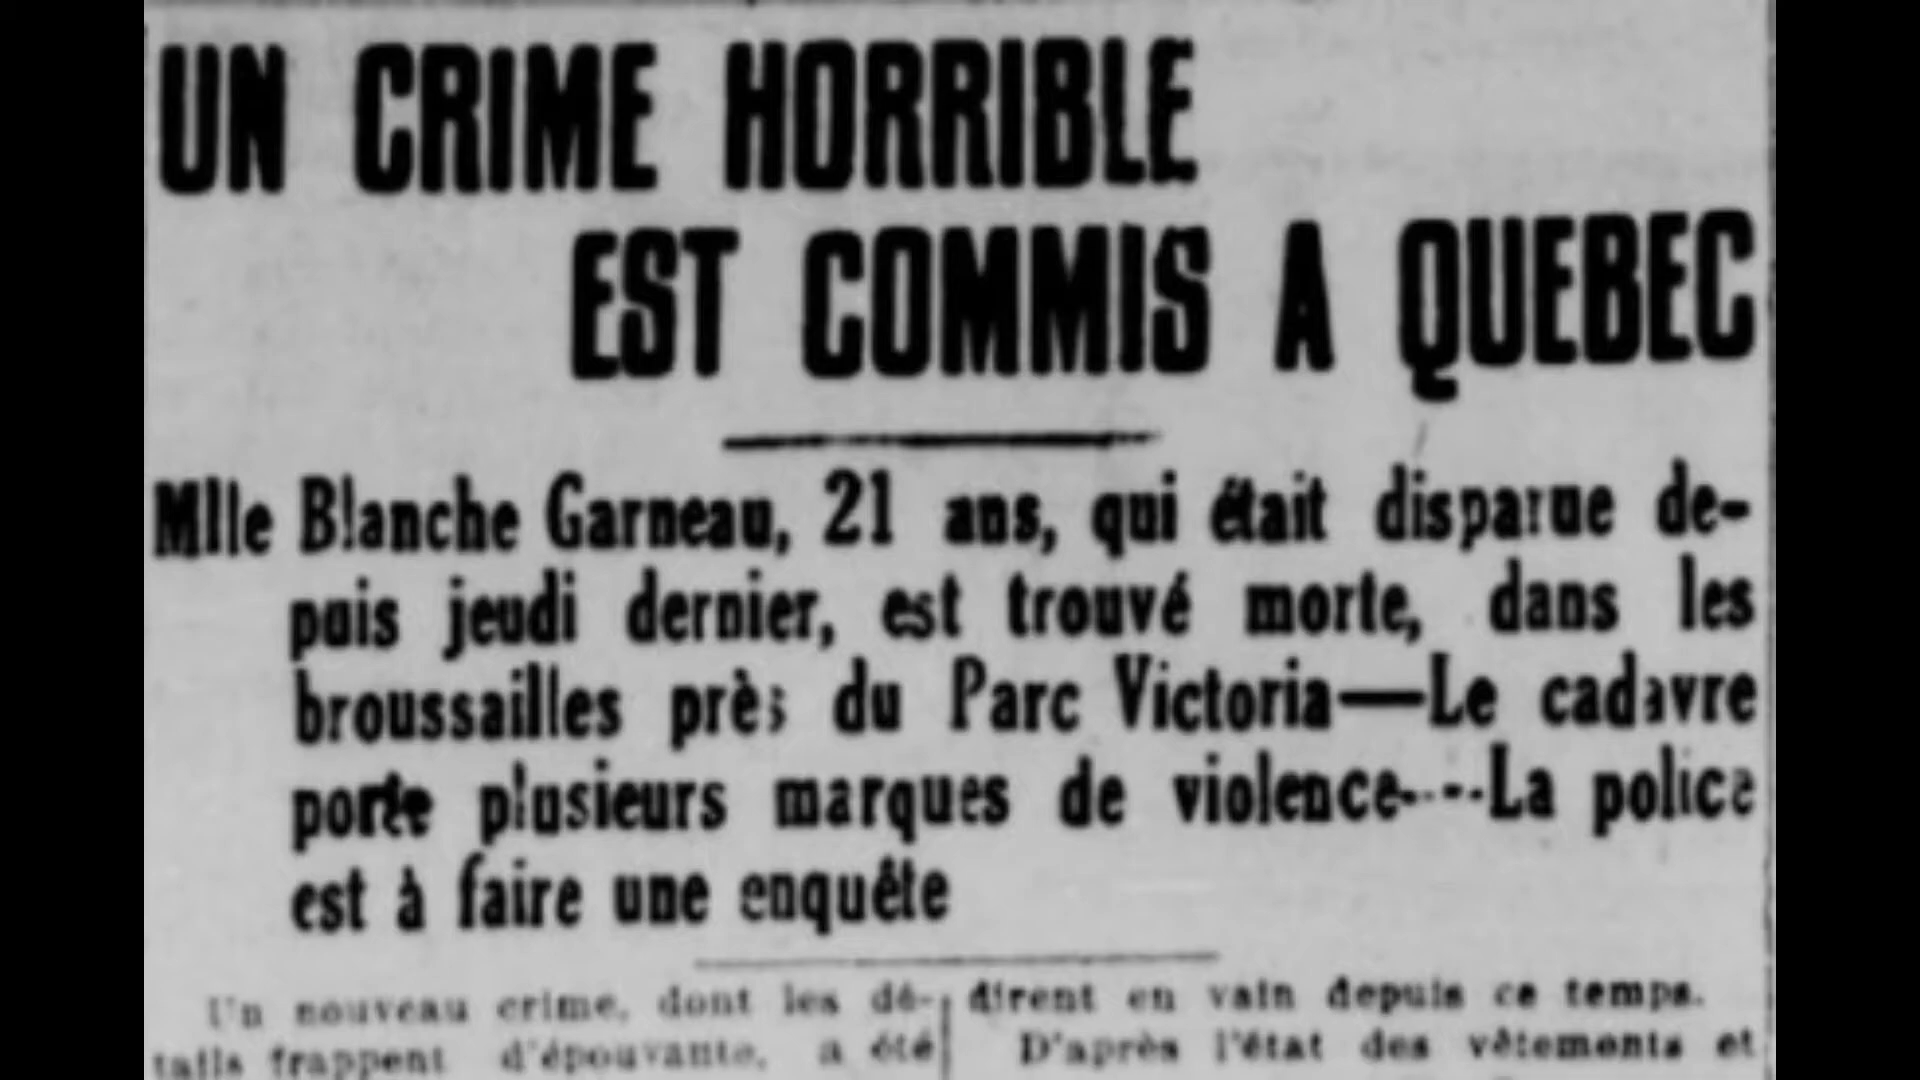 UN CRIME HORRIBLE
EST COMMIS A QUEBEC
Mlle Blanche Garneau, 21 ans, qui était disparue de-
puis jeudi dernier, est trouvé morte, dans les
broussailles près du Parc Victoria—Le cadavre
porte plusieurs marques de violence----La police
est à faire une enquête
Un nouveau crime, dont les dé-
tails frappent d'épouvante, a été
dirent en vain depuis ce temps.
D'après l'état des vêtements et